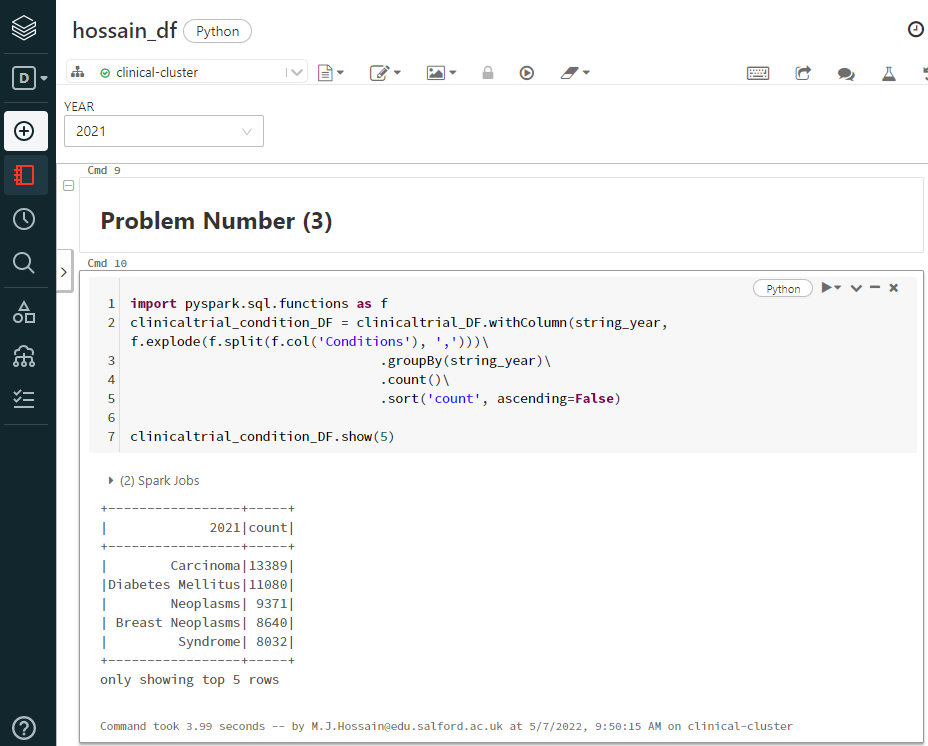 hossain_df Python
D clinical-cluster
YEAR
2021
Cmd 9
Problem Number (3)
Cmd 10
Python
1 import pyspark.sql.functions as f
2 clinicaltrial_condition_DF = clinicaltrial_DF.withColumn(string_year,
f.explode(f.split(f.col('Conditions'), ',')))\
3 .groupBy(string_year)\
4 .count()\
5 .sort('count', ascending=False)
6
7 clinicaltrial_condition_DF.show(5)
(2) Spark Jobs
+-----------------+-----+
|             2021|count|
+-----------------+-----+
|        Carcinoma|13389|
|Diabetes Mellitus|11080|
|        Neoplasms| 9371|
| Breast Neoplasms| 8640|
|         Syndrome| 8032|
+-----------------+-----+
only showing top 5 rows
Command took 3.99 seconds -- by M.J.Hossain@edu.salford.ac.uk at 5/7/2022, 9:50:15 AM on clinical-cluster